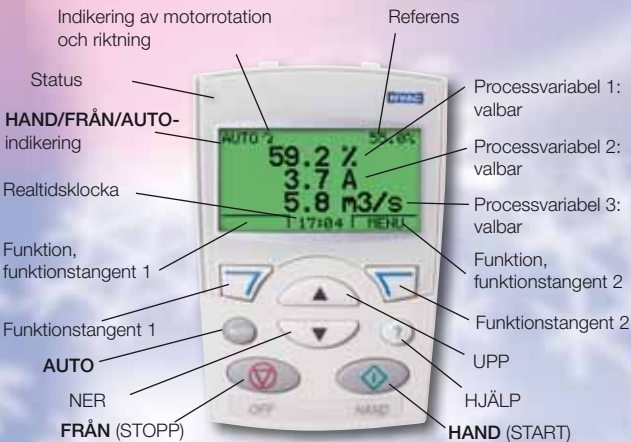 Indikering av motorrotation
och riktning
Referens
Status
HAND/FRÅN/AUTO-
indikering
Realtidsklocka
Funktion,
funktionstangent 1
Funktionstangent 1
AUTO
NER
FRÅN (STOPP)
HVAC
AUTO
55.0%
59.2 %
3.7 A
5.8 m3/s
17:04
MENU
?
OFF
HAND
Processvariabel 1:
valbar
Processvariabel 2:
valbar
Processvariabel 3:
valbar
Funktion,
funktionstangent 2
Funktionstangent 2
UPP
HJÄLP
HAND (START)